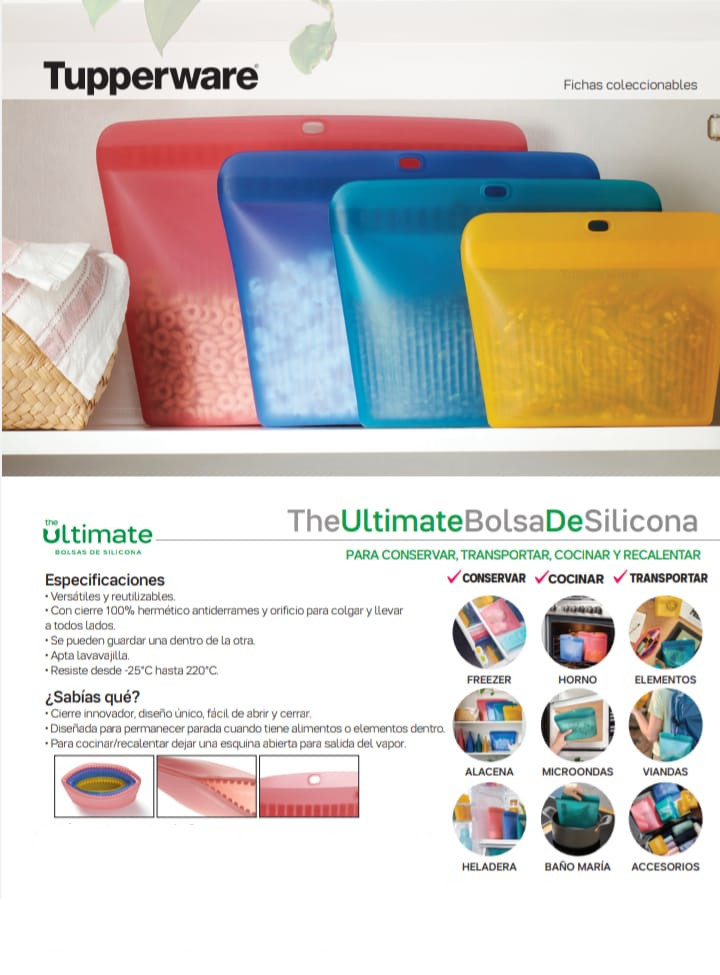 Tupperware
Fichas coleccionables
the
Ultimate
BOLSAS DE SILICONA
TheUltimateBolsaDeSilicona
PARA CONSERVAR, TRANSPORTAR, COCINAR Y RECALENTAR
Especificaciones
• Versátiles y reutilizables.
• Con cierre 100% hermético antiderrames y orificio para colgar y llevar
a todos lados.
• Se pueden guardar una dentro de la otra.
• Apta lavavajilla.
• Resiste desde -25°C hasta 220°C.
¿Sabías qué?
• Cierre innovador, diseño único, fácil de abrir y cerrar.
• Diseñada para permanecer parada cuando tiene alimentos o elementos dentro.
• Para cocinar/recalentar dejar una esquina abierta para salida del vapor.
CONSERVAR COCINAR TRANSPORTAR
FREEZER HORNO ELEMENTOS
ALACENA MICROONDAS VIANDAS
HELADERA BAÑO MARÍA ACCESORIOS